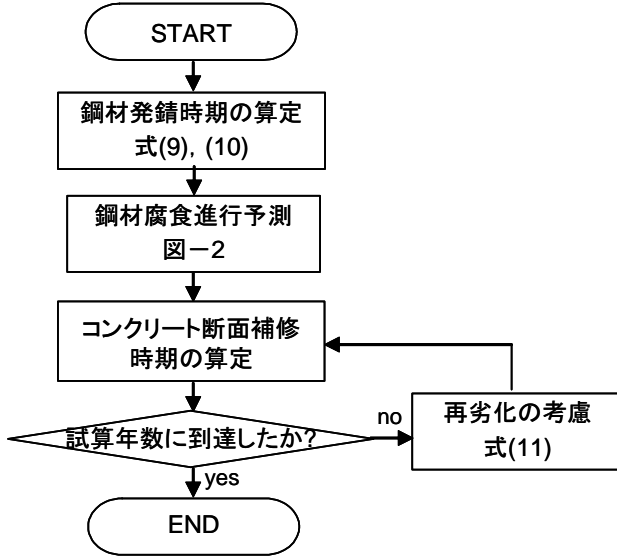 START
鋼材発錆時期の算定
式(9), (10)
鋼材腐食進行予測
図－2
コンクリート断面補修
時期の算定
試算年数に到達したか?
no
再劣化の考慮
式(11)
yes
END